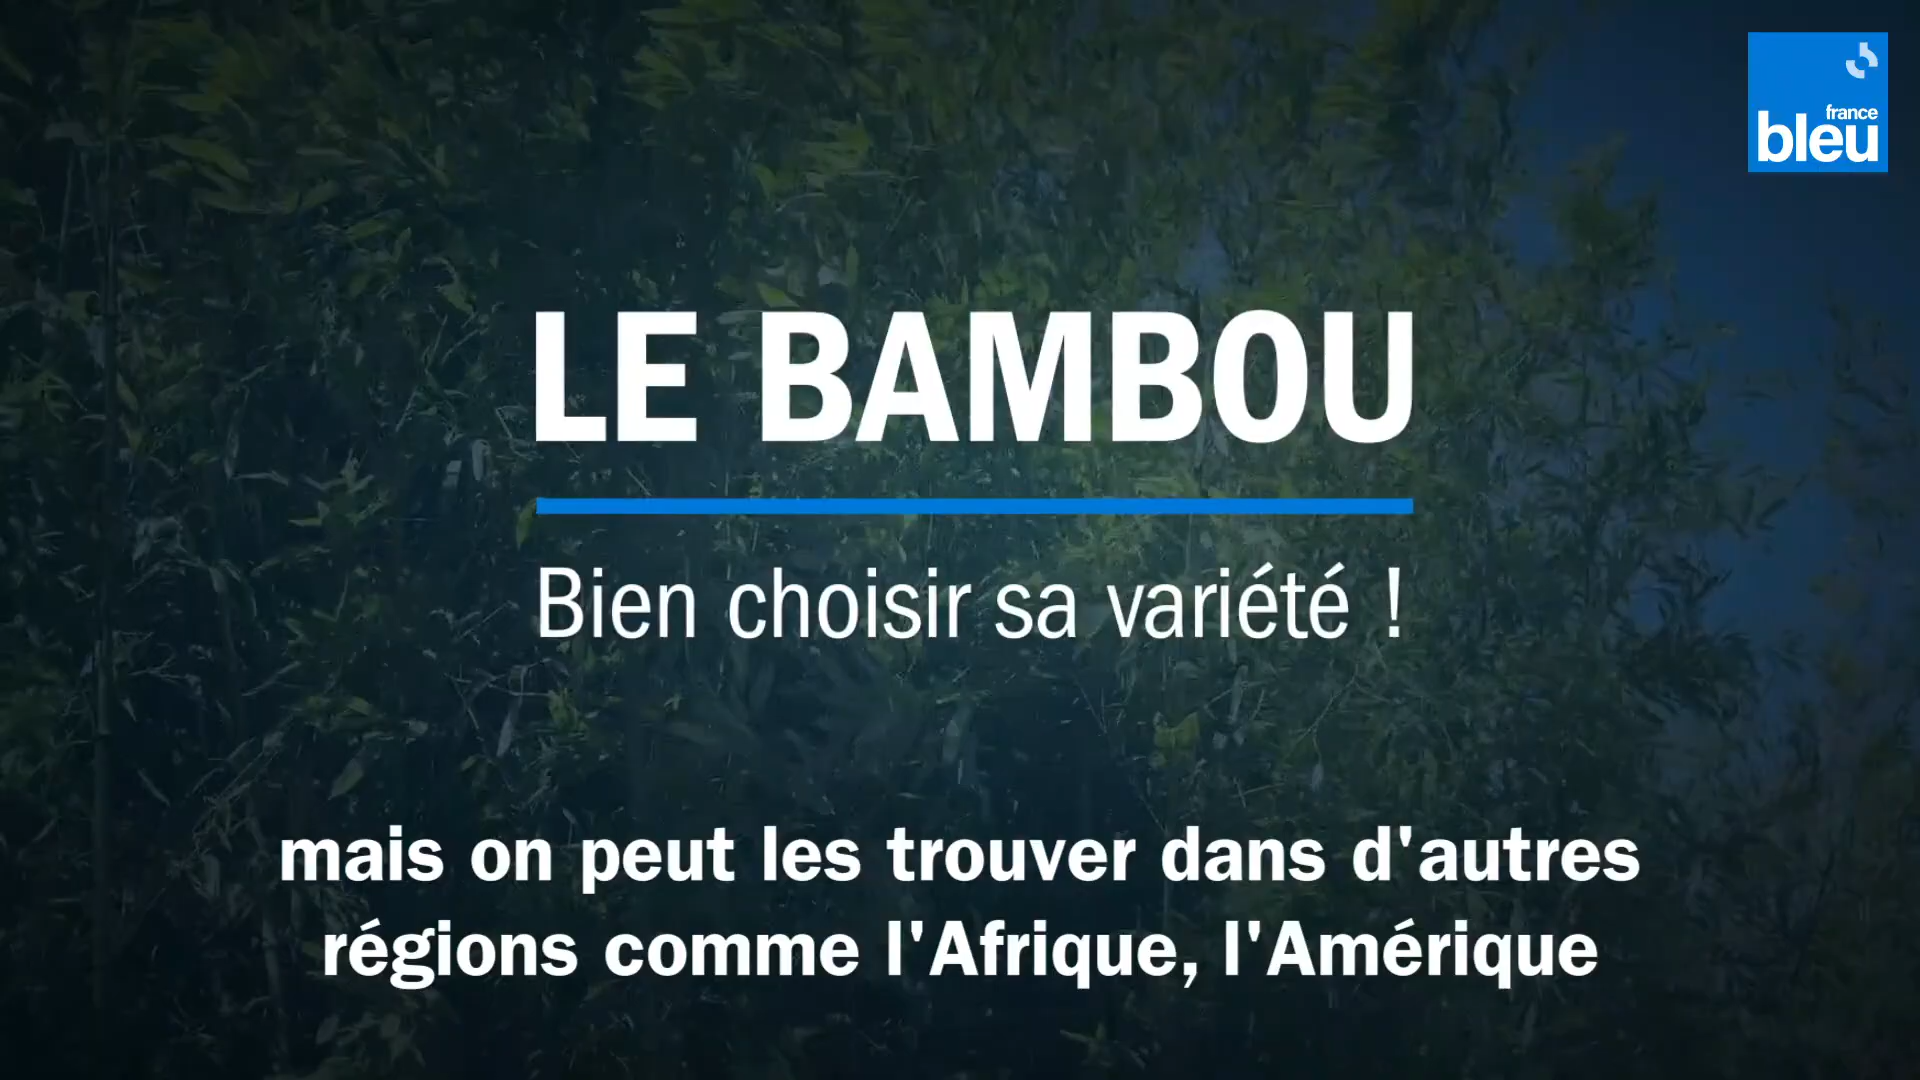 france
bleu
LE BAMBOU
Bien choisir sa variété !
mais on peut les trouver dans d'autres
régions comme l'Afrique, l'Amérique